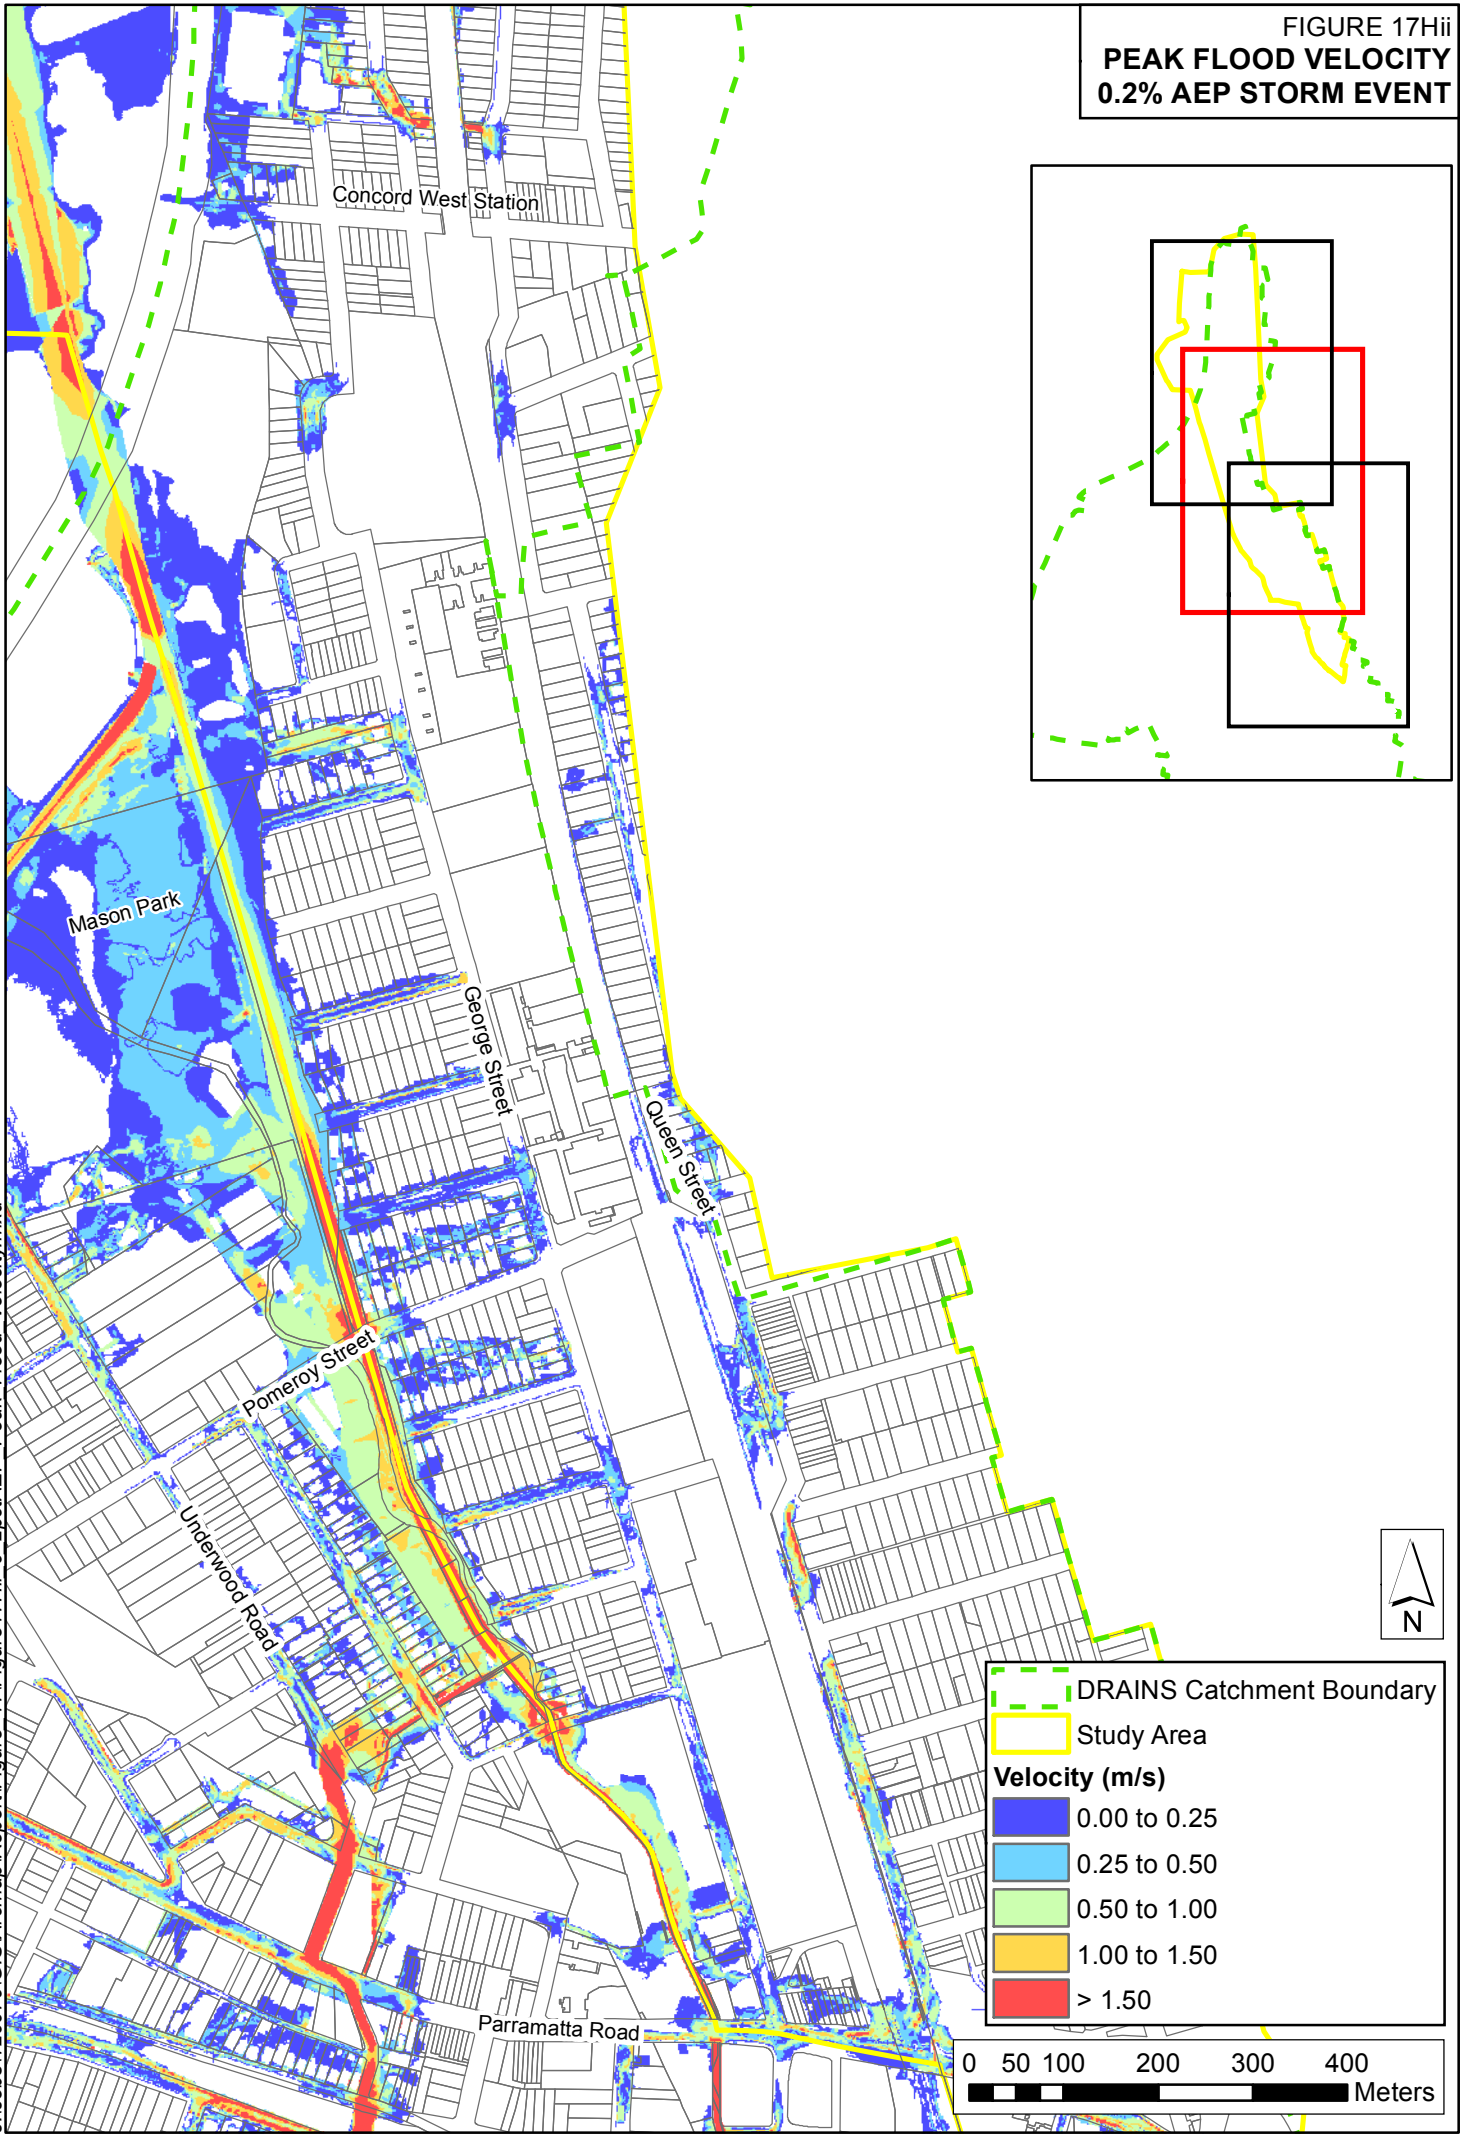 FIGURE 17Hii
PEAK FLOOD VELOCITY
0.2% AEP STORM EVENT
Concord West Station
Mason Park
George Street
Queen Street
Pomeroy Street
Underwood Road
Parramatta Road
N
DRAINS Catchment Boundary
Study Area
Velocity (m/s)
0.00 to 0.25
0.25 to 0.50
0.50 to 1.00
1.00 to 1.50
> 1.50
0 50 100 200 300 400
Meters